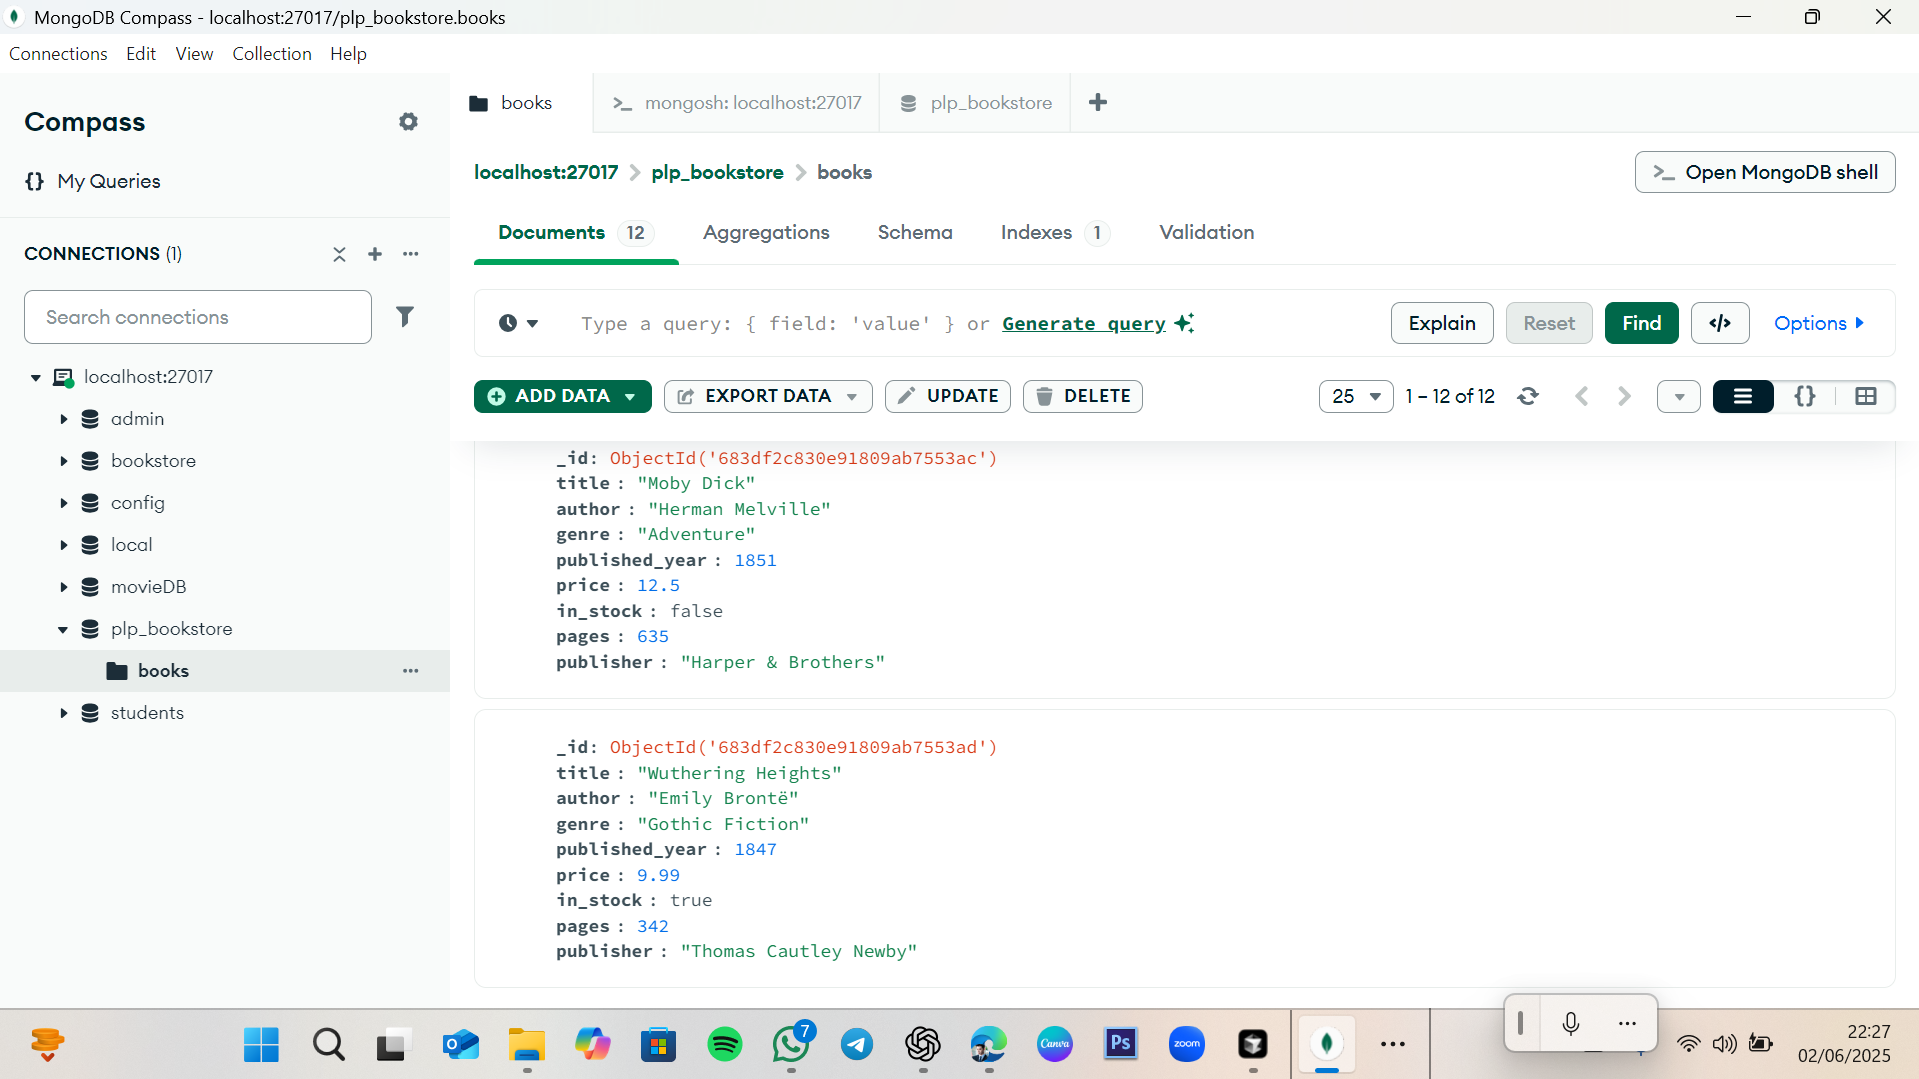 MongoDB Compass - localhost:27017/plp_bookstore.books
Connections Edit View Collection Help
Compass
{} My Queries
CONNECTIONS (1)
Search connections
localhost:27017
admin
bookstore
config
local
movieDB
plp_bookstore
books
students
books
>_ mongosh: localhost:27017
plp_bookstore
localhost:27017 > plp_bookstore > books
>_ Open MongoDB shell
Documents 12 Aggregations Schema Indexes 1 Validation
Type a query: { field: 'value' } or Generate query
Explain Reset Find </> Options
ADD DATA EXPORT DATA UPDATE DELETE
25 1 – 12 of 12 {}
_id: ObjectId('683df2c830e91809ab7553ac')
title : "Moby Dick"
author : "Herman Melville"
genre : "Adventure"
published_year : 1851
price : 12.5
in_stock : false
pages : 635
publisher : "Harper & Brothers"
_id: ObjectId('683df2c830e91809ab7553ad')
title : "Wuthering Heights"
author : "Emily Brontë"
genre : "Gothic Fiction"
published_year : 1847
price : 9.99
in_stock : true
pages : 342
publisher : "Thomas Cautley Newby"
7
Canva
Ps
zoom
22:27
02/06/2025